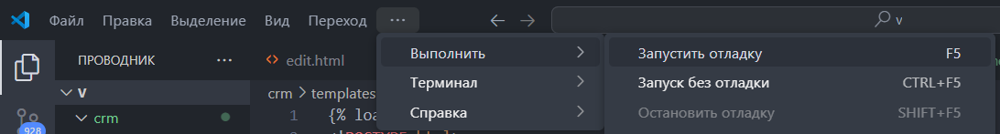 Файл Правка Выделение Вид Переход ···
v
Выполнить
Запустить отладку F5
ПРОВОДНИК ···
edit.html
Терминал
Запуск без отладки CTRL+F5
V
crm > templates
Справка
Остановить отладку SHIFT+F5
crm
1 {% loa
928